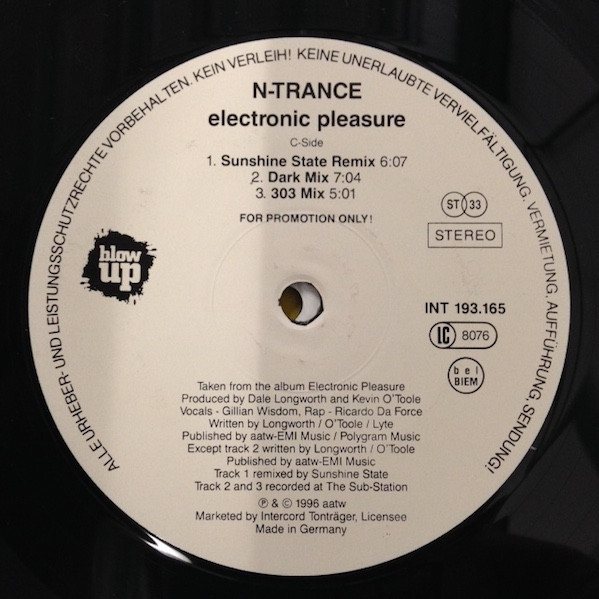 ALLE URHEBER- UND LEISTUNGSSCHUTZRECHTE VORBEHALTEN. KEIN VERLEIH! KEINE UNERLAUBTE VERVIELFÄLTIGUNG. VERMIETUNG, AUFFÜHRUNG, SENDUNG!
N-TRANCE
electronic pleasure
C-Side
1. Sunshine State Remix 6:07
2. Dark Mix 7:04
3. 303 Mix 5:01
FOR PROMOTION ONLY!
ST 33
STEREO
blow
up
INT 193.165
LC 8076
bel
BIEM
Taken from the album Electronic Pleasure
Produced by Dale Longworth and Kevin O'Toole
Vocals - Gillian Wisdom, Rap - Ricardo Da Force
Written by Longworth / O'Toole / Lyte
Published by aatw-EMI Music / Polygram Music
Except track 2 written by Longworth / O'Toole
Published by aatw-EMI Music
Track 1 remixed by Sunshine State
Track 2 and 3 recorded at The Sub-Station
℗ & © 1996 aatw
Marketed by Intercord Tonträger, Licensee
Made in Germany